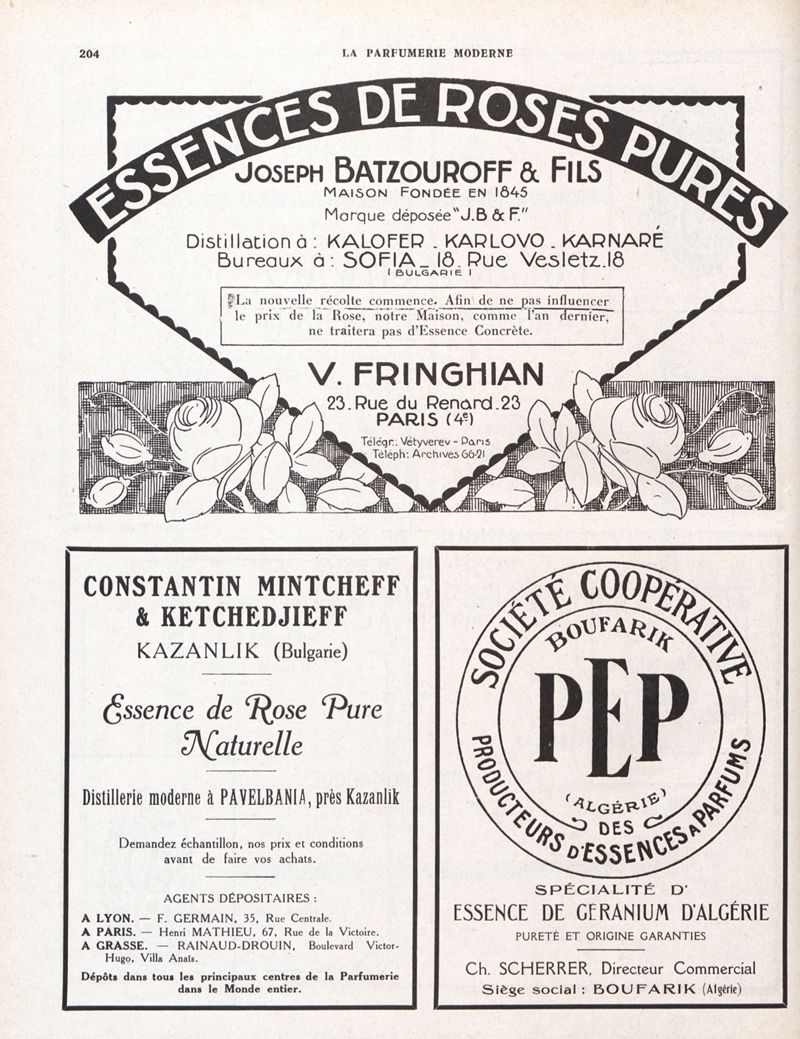 204
LA PARFUMERIE MODERNE
ESSENCES DE ROSES PURES
JOSEPH BATZOUROFF & FILS
MAISON FONDÉE EN 1845
Marque déposée "J.B & F."
Distillation à : KALOFER _ KARLOVO _ KARNARÉ
Bureaux à : SOFIA _ 18. Rue Vesletz.18
( BULGARIE )
La nouvelle récolte commence. Afin de ne pas influencer
le prix de la Rose, notre Maison, comme l'an dernier,
ne traitera pas d'Essence Concrète.
V. FRINGHIAN
23_Rue du Renard_23
PARIS (4e)
Télégr.: Vétyverev - Paris
Téleph: Archives 66-21
CONSTANTIN MINTCHEFF
& KETCHEDJIEFF
KAZANLIK (Bulgarie)
Essence de Rose Pure
Naturelle
Distillerie moderne à PAVELBANIA, près Kazanlik
Demandez échantillon, nos prix et conditions
avant de faire vos achats.
AGENTS DÉPOSITAIRES :
A LYON. — F. GERMAIN, 35, Rue Centrale.
A PARIS. — Henri MATHIEU, 67, Rue de la Victoire.
A GRASSE. — RAINAUD-DROUIN, Boulevard Victor-
Hugo, Villa Anaïs.
Dépôts dans tous les principaux centres de la Parfumerie
dans le Monde entier.
SOCIÉTÉ COOPÉRATIVE
BOUFARIK
PEP
(ALGÉRIE)
DES
PRODUCTEURS D'ESSENCES A PARFUMS
SPÉCIALITÉ D'
ESSENCE DE GERANIUM D'ALGÉRIE
PURETÉ ET ORIGINE GARANTIES
Ch. SCHERRER, Directeur Commercial
Siège social : BOUFARIK (Algérie)